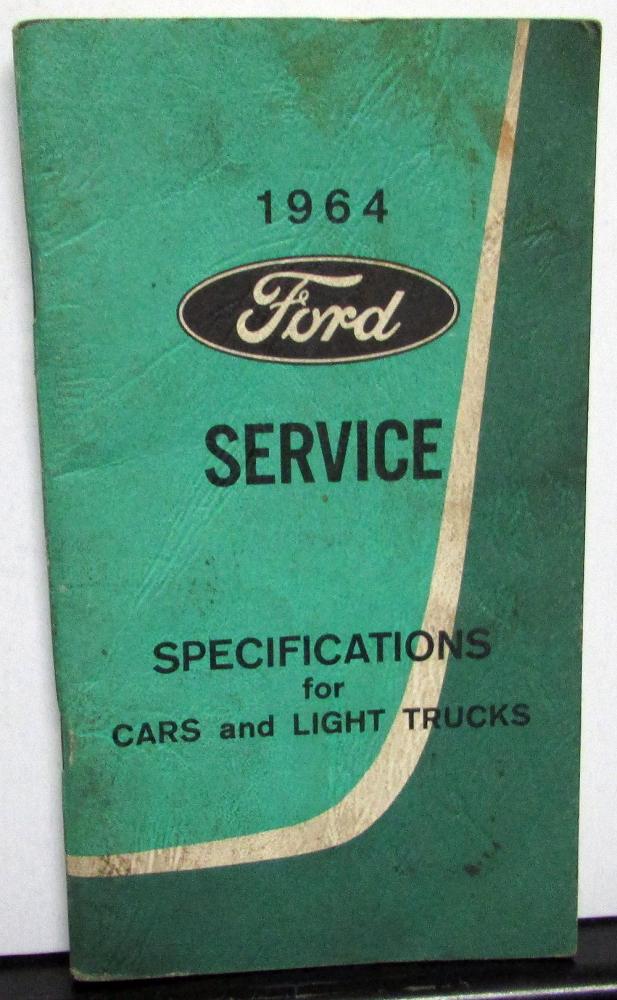 1964
Ford
SERVICE
SPECIFICATIONS
for
CARS and LIGHT TRUCKS